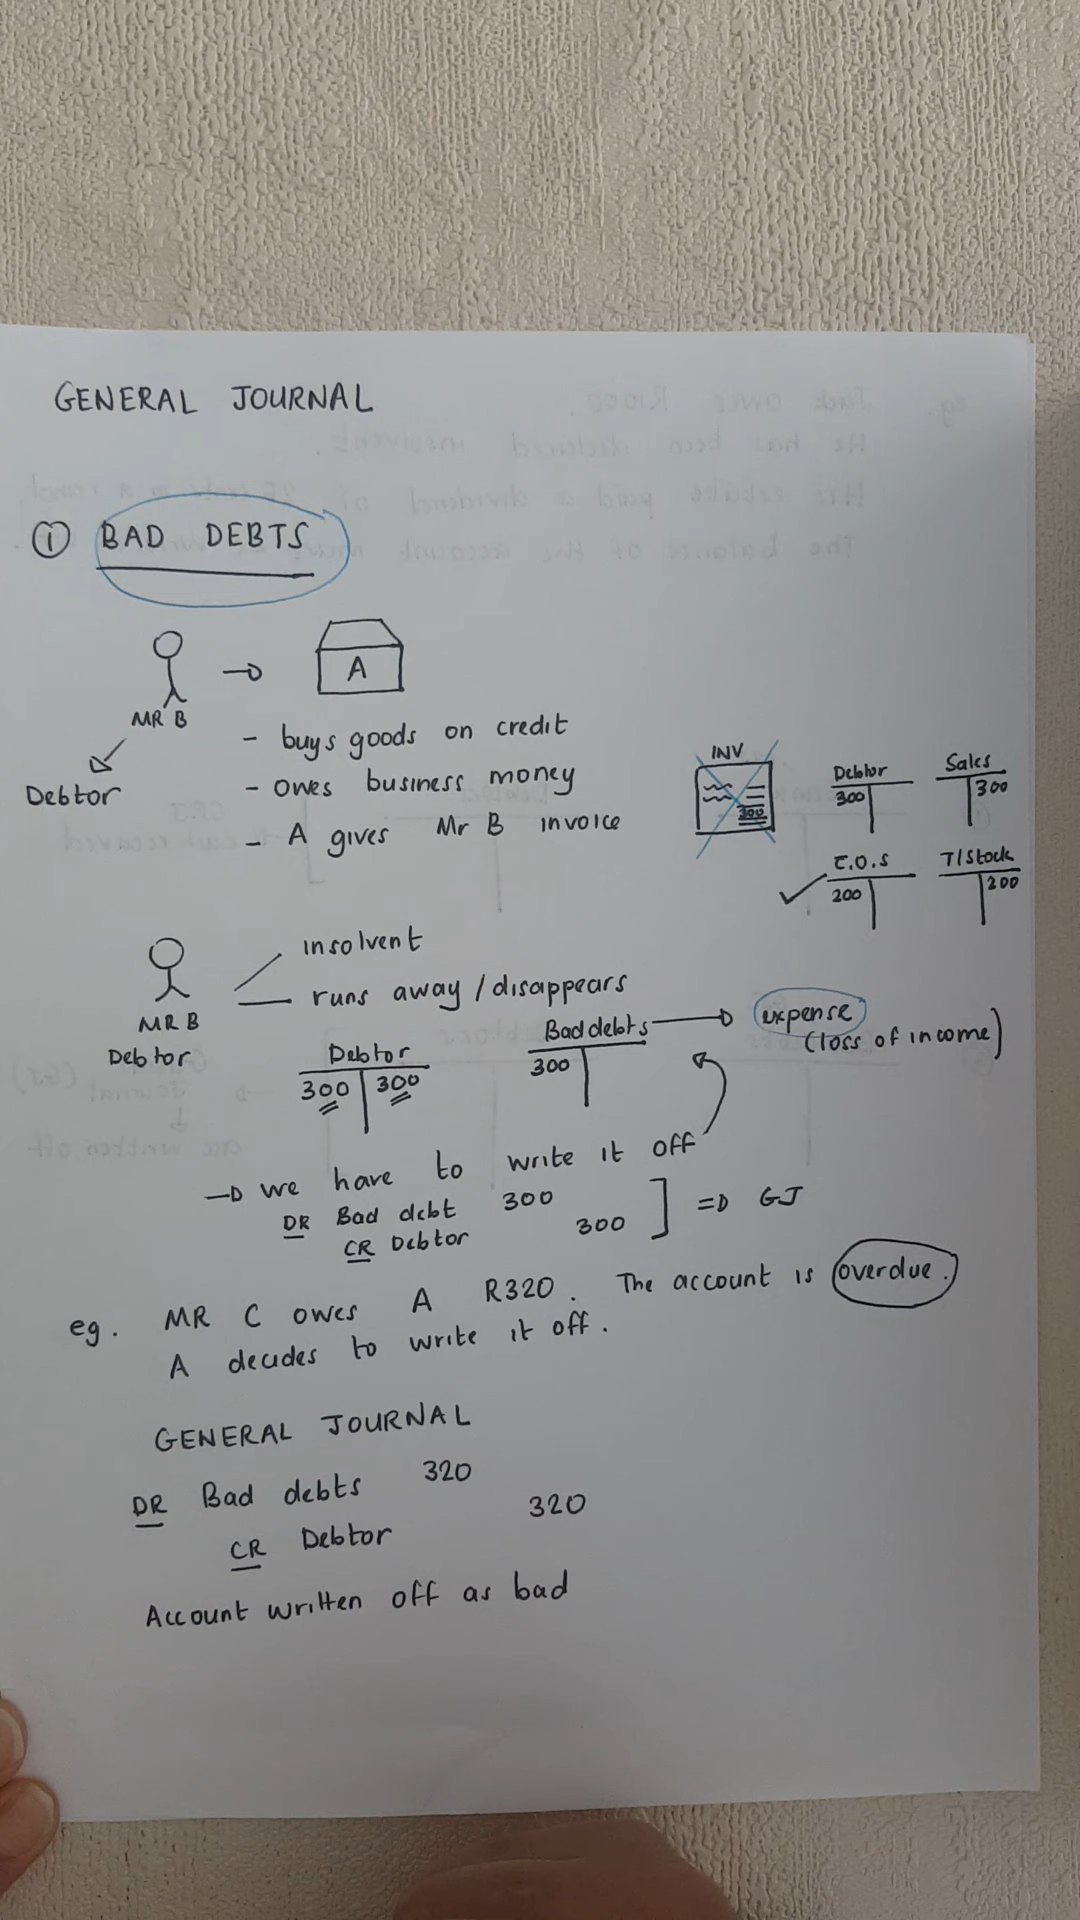 GENERAL JOURNAL
① BAD DEBTS
A
MR B
Debtor
- buys goods on credit
- owes business money
- A gives Mr B invoice
INV
300
Debtor
300
Sales
300
C.O.S
200
T/Stock
200
MR B
Debtor
insolvent
runs away / disappears
Debtor
300 300
Bad debts
300
expense
(loss of income)
we have to write it off
DR Bad debt 300
CR Debtor 300
GJ
eg. MR C owes A R320. The account is overdue.
A decides to write it off.
GENERAL JOURNAL
DR Bad debts 320
CR Debtor 320
Account written off as bad